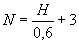 N = H/0,6 + 3